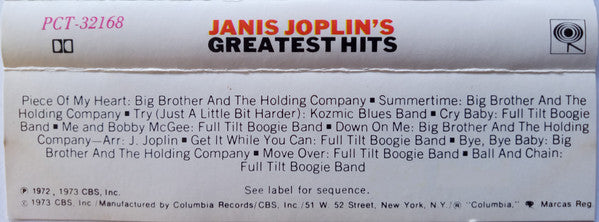 PCT-32168
JANIS JOPLIN'S
GREATEST HITS
Piece Of My Heart: Big Brother And The Holding Company ▪ Summertime: Big Brother And The
Holding Company ▪ Try (Just A Little Bit Harder): Kozmic Blues Band ▪ Cry Baby: Full Tilt Boogie
Band ▪ Me and Bobby McGee: Full Tilt Boogie Band ▪ Down On Me: Big Brother And The Holding
Company—Arr: J. Joplin ▪ Get It While You Can: Full Tilt Boogie Band ▪ Bye, Bye Baby: Big
Brother And The Holding Company ▪ Move Over: Full Tilt Boogie Band ▪ Ball And Chain:
Full Tilt Boogie Band
See label for sequence.
℗ 1972, 1973 CBS, Inc.
© 1973 CBS, Inc./Manufactured by Columbia Records/CBS, Inc./51 W. 52 Street, New York, N.Y./® "Columbia," Marcas Reg